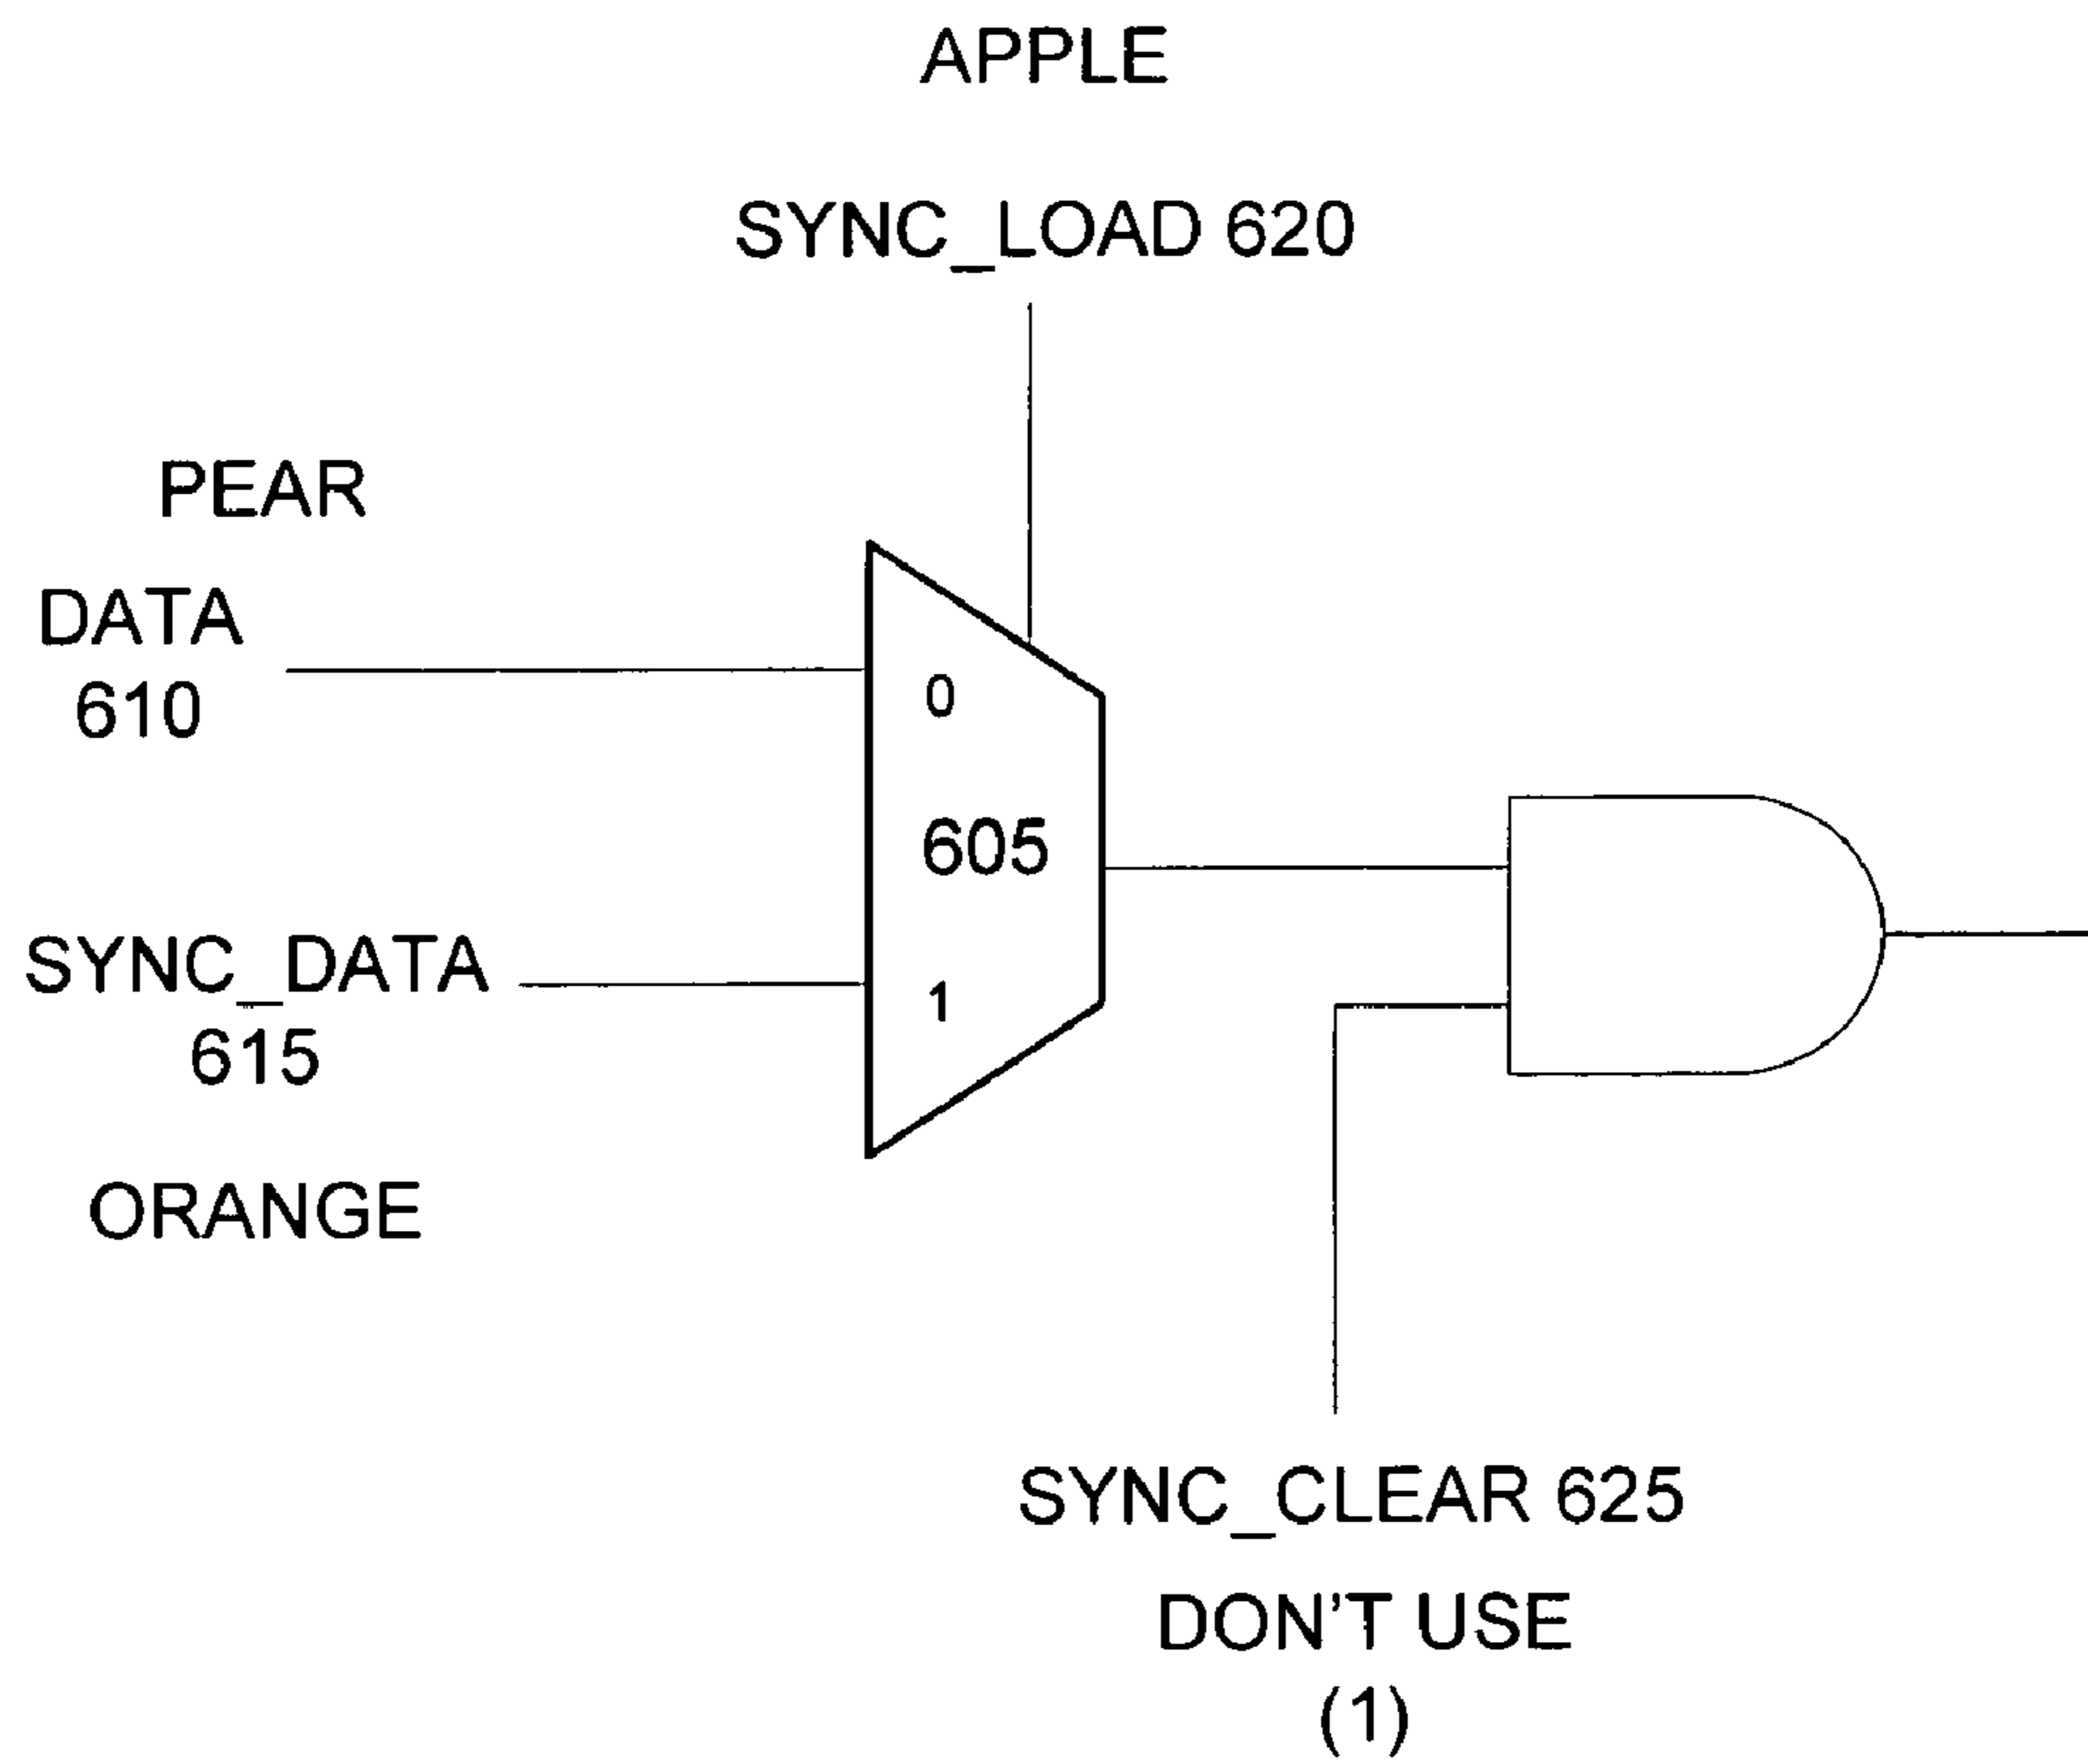 APPLE
SYNC_LOAD 620
PEAR
DATA
610
0
605
SYNC_DATA
615
1
ORANGE
SYNC_CLEAR 625
DON'T USE
(1)